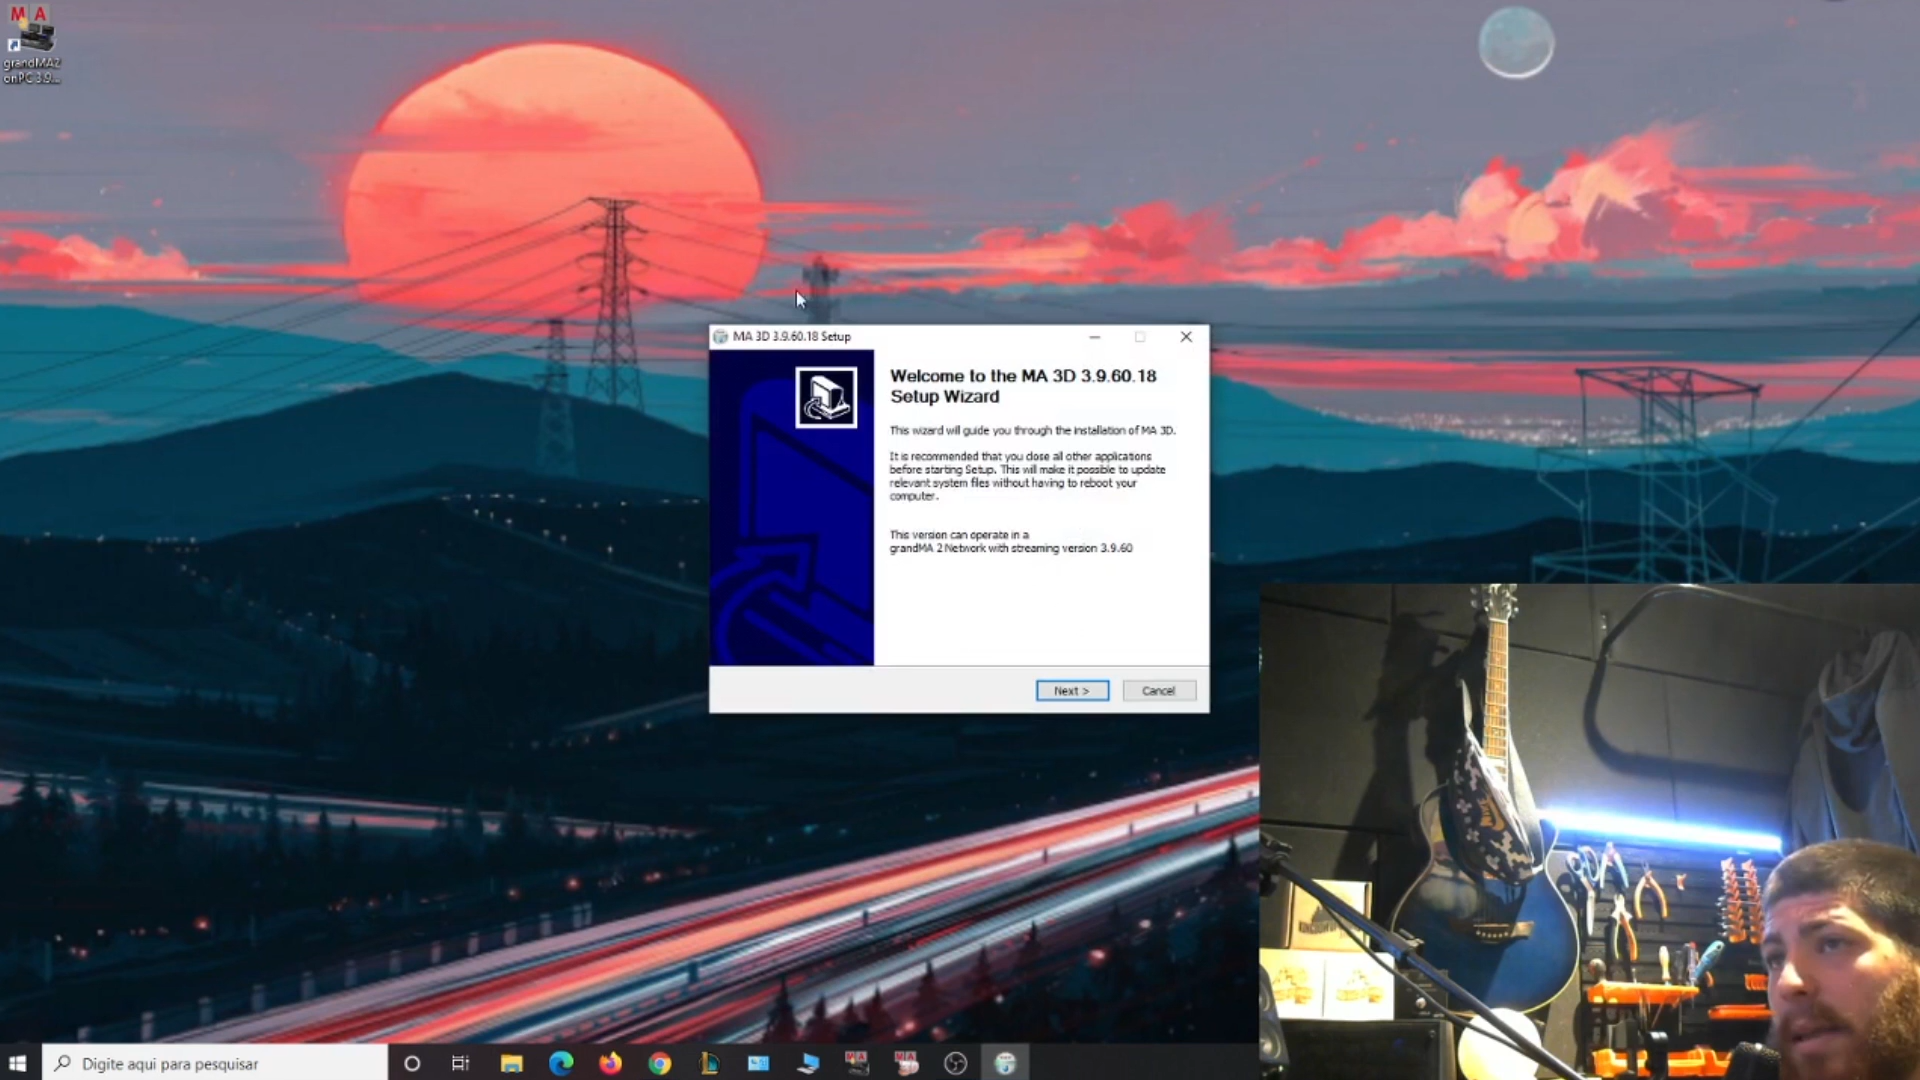 M A
grandMA2
onPC 3.9...
MA 3D 3.9.60.18 Setup
Welcome to the MA 3D 3.9.60.18
Setup Wizard
This wizard will guide you through the installation of MA 3D.
It is recommended that you close all other applications
before starting Setup. This will make it possible to update
relevant system files without having to reboot your
computer.
This version can operate in a
grandMA 2 Network with streaming version 3.9.60
Next >
Cancel
Digite aqui para pesquisar